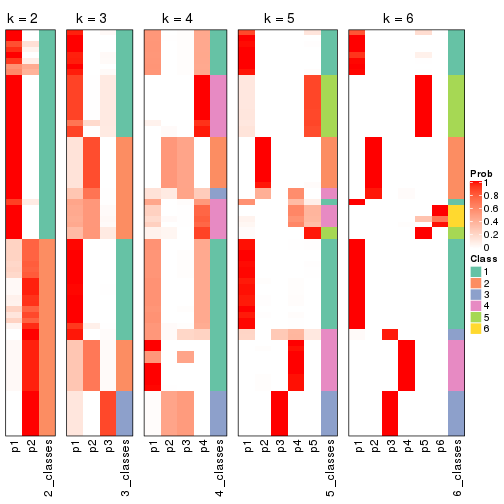 k = 2
k = 3
k = 4
k = 5
k = 6
p1
p2
2_classes
p1
p2
p3
3_classes
p1
p2
p3
p4
4_classes
p1
p2
p3
p4
p5
5_classes
p1
p2
p3
p4
p5
p6
6_classes
Prob
1
0.8
0.6
0.4
0.2
0
Class
1
2
3
4
5
6